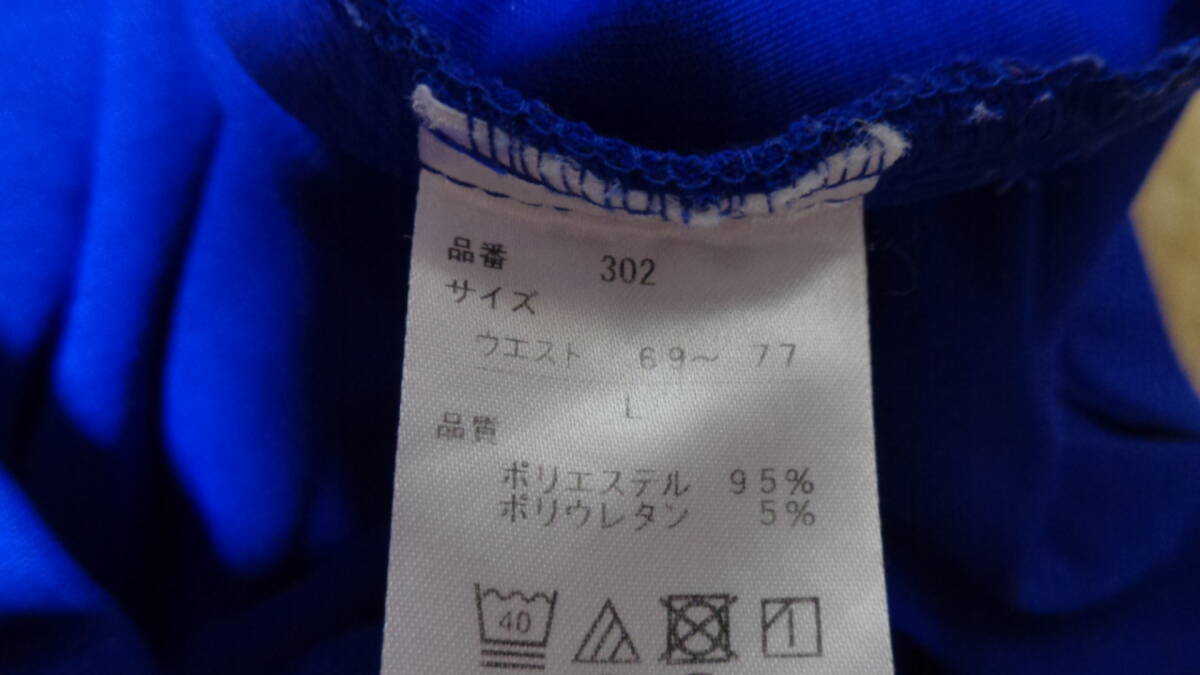 品番 302
サイズ
ウエスト 69～ 77
L
品質
ポリエステル 95%
ポリウレタン 5%
40